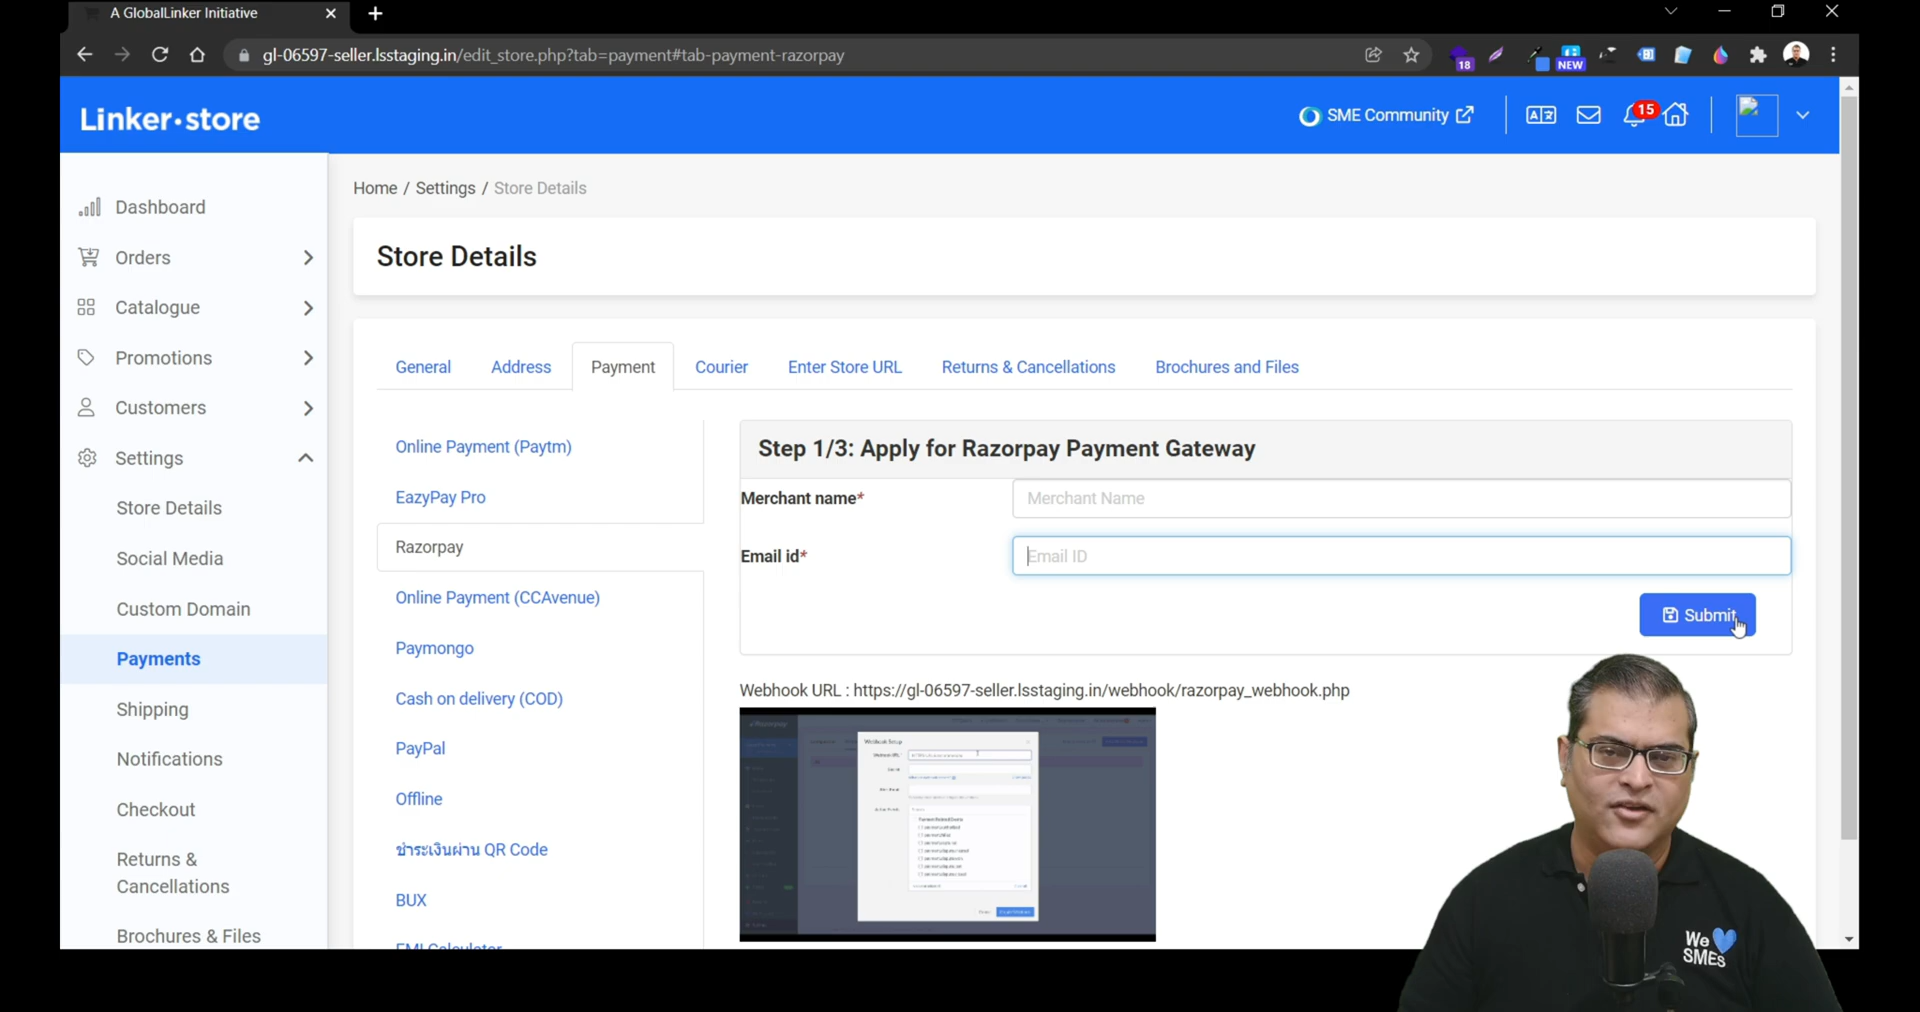 A GlobalLinker Initiative
gl-06597-seller.lsstaging.in/edit_store.php?tab=payment#tab-payment-razorpay
18
NEW
Linker·store
SME Community
15
Dashboard
Orders
Catalogue
Promotions
Customers
Settings
Store Details
Social Media
Custom Domain
Payments
Shipping
Notifications
Checkout
Returns &
Cancellations
Brochures & Files
Home / Settings / Store Details
Store Details
General
Address
Payment
Courier
Enter Store URL
Returns & Cancellations
Brochures and Files
Online Payment (Paytm)
EazyPay Pro
Razorpay
Online Payment (CCAvenue)
Paymongo
Cash on delivery (COD)
PayPal
Offline
ชำระเงินผ่าน QR Code
BUX
EMI Calculator
Step 1/3: Apply for Razorpay Payment Gateway
Merchant name*
Merchant Name
Email id*
Email ID
Submit
Webhook URL : https://gl-06597-seller.lsstaging.in/webhook/razorpay_webhook.php
Webhook Setup
We
SMEs